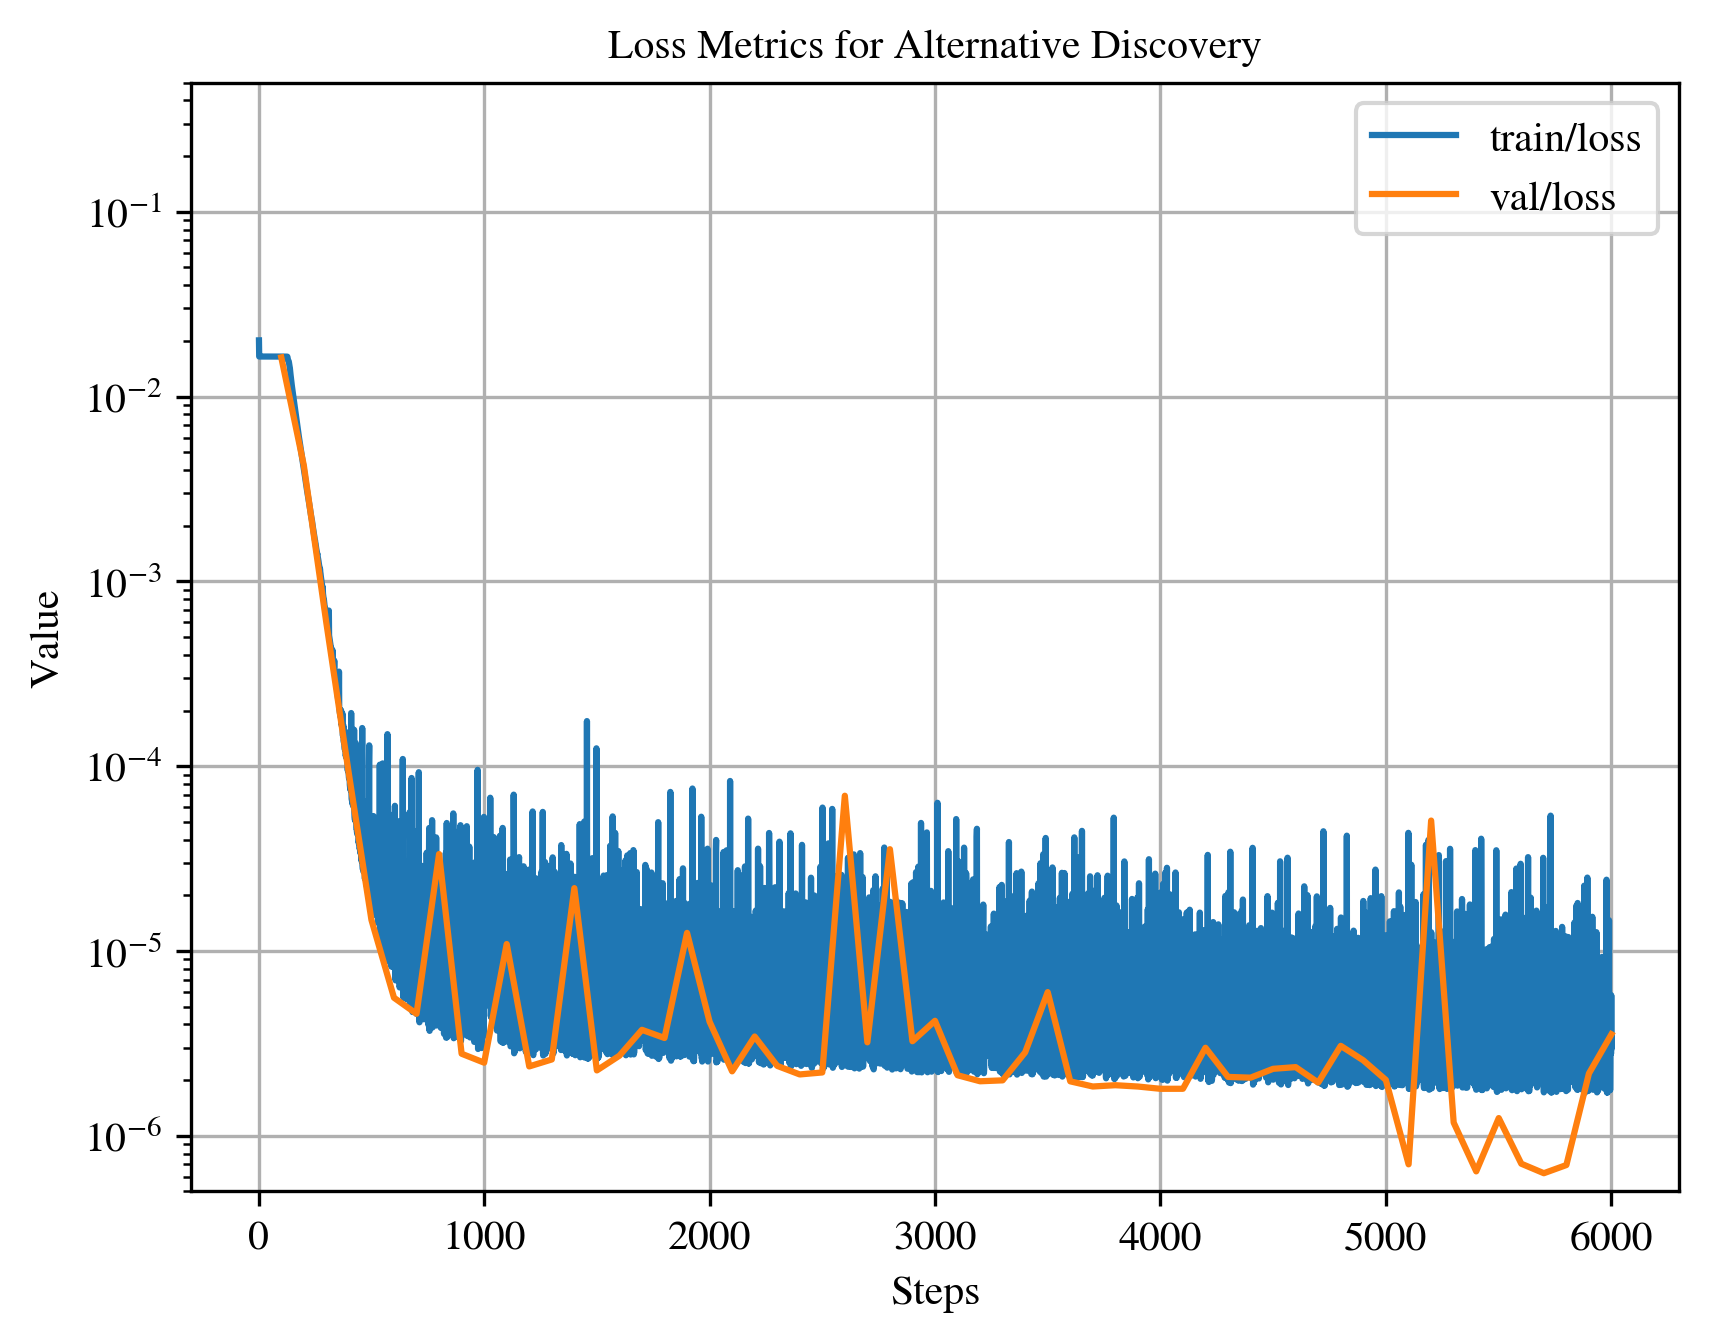 Loss Metrics for Alternative Discovery
train/loss
val/loss
10⁻¹
10⁻²
10⁻³
10⁻⁴
10⁻⁵
10⁻⁶
Value
0 1000 2000 3000 4000 5000 6000
Steps